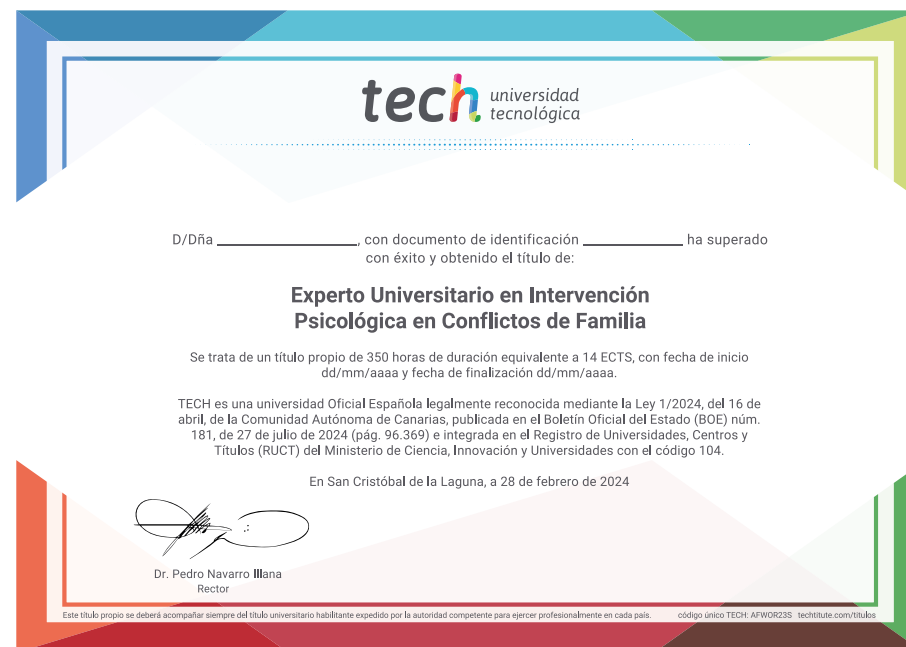 tech universidad
tecnológica
D/Dña ____________________, con documento de identificación ______________ ha superado
con éxito y obtenido el título de:
Experto Universitario en Intervención
Psicológica en Conflictos de Familia
Se trata de un título propio de 350 horas de duración equivalente a 14 ECTS, con fecha de inicio
dd/mm/aaaa y fecha de finalización dd/mm/aaaa.
TECH es una universidad Oficial Española legalmente reconocida mediante la Ley 1/2024, del 16 de
abril, de la Comunidad Autónoma de Canarias, publicada en el Boletín Oficial del Estado (BOE) núm.
181, de 27 de julio de 2024 (pág. 96.369) e integrada en el Registro de Universidades, Centros y
Títulos (RUCT) del Ministerio de Ciencia, Innovación y Universidades con el código 104.
En San Cristóbal de la Laguna, a 28 de febrero de 2024
Dr. Pedro Navarro Illana
Rector
Este título propio se deberá acompañar siempre del título universitario habilitante expedido por la autoridad competente para ejercer profesionalmente en cada país. código único TECH: AFWOR23S techtitute.com/titulos